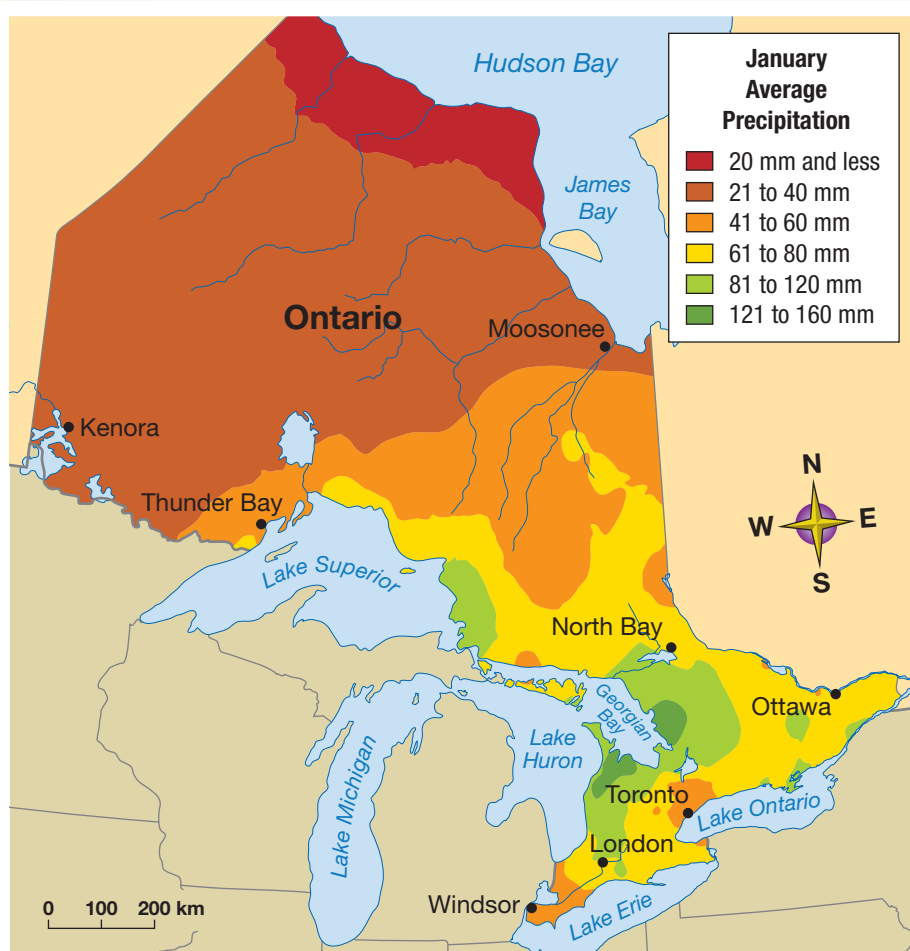 Hudson Bay
January
Average
Precipitation
20 mm and less
21 to 40 mm
41 to 60 mm
61 to 80 mm
81 to 120 mm
121 to 160 mm
James
Bay
Ontario
Moosonee
Kenora
Thunder Bay
N
W
E
S
Lake Superior
North Bay
Ottawa
Georgian
Bay
Lake
Huron
Lake Michigan
Toronto
Lake Ontario
London
Windsor
Lake Erie
0 100 200 km